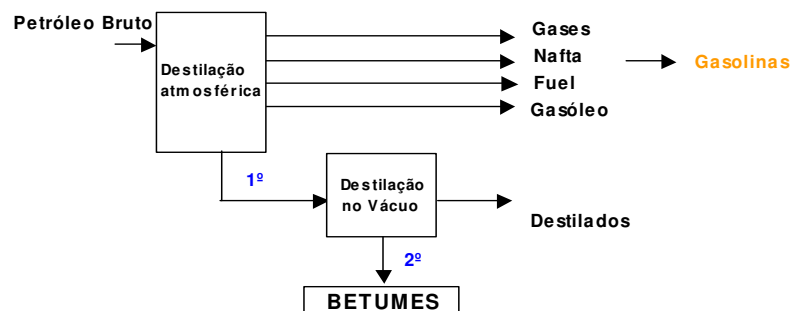 Petróleo Bruto
Destilação
atmosférica
Gases
Nafta
Gasolinas
Fuel
Gasóleo
1º
Destilação
no Vácuo
Destilados
2º
BETUMES